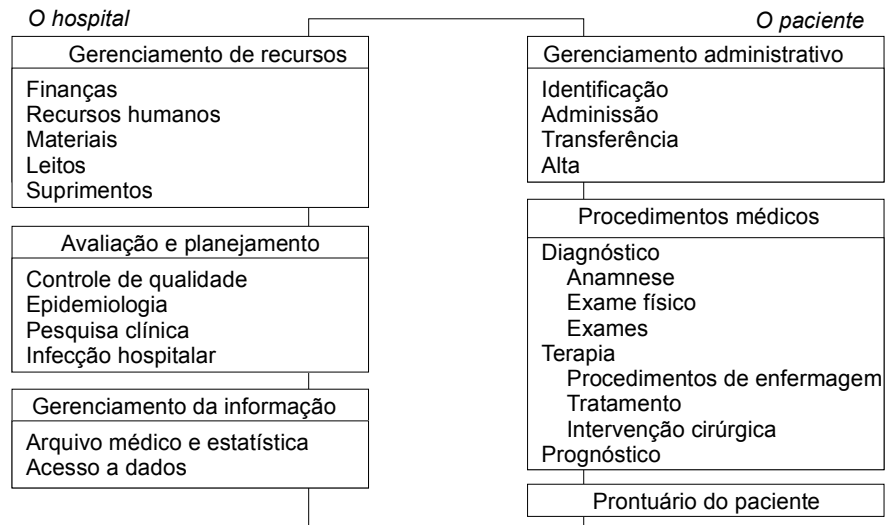 O hospital
Gerenciamento de recursos
Finanças
Recursos humanos
Materiais
Leitos
Suprimentos
Avaliação e planejamento
Controle de qualidade
Epidemiologia
Pesquisa clínica
Infecção hospitalar
Gerenciamento da informação
Arquivo médico e estatística
Acesso a dados
O paciente
Gerenciamento administrativo
Identificação
Adminissão
Transferência
Alta
Procedimentos médicos
Diagnóstico
Anamnese
Exame físico
Exames
Terapia
Procedimentos de enfermagem
Tratamento
Intervenção cirúrgica
Prognóstico
Prontuário do paciente